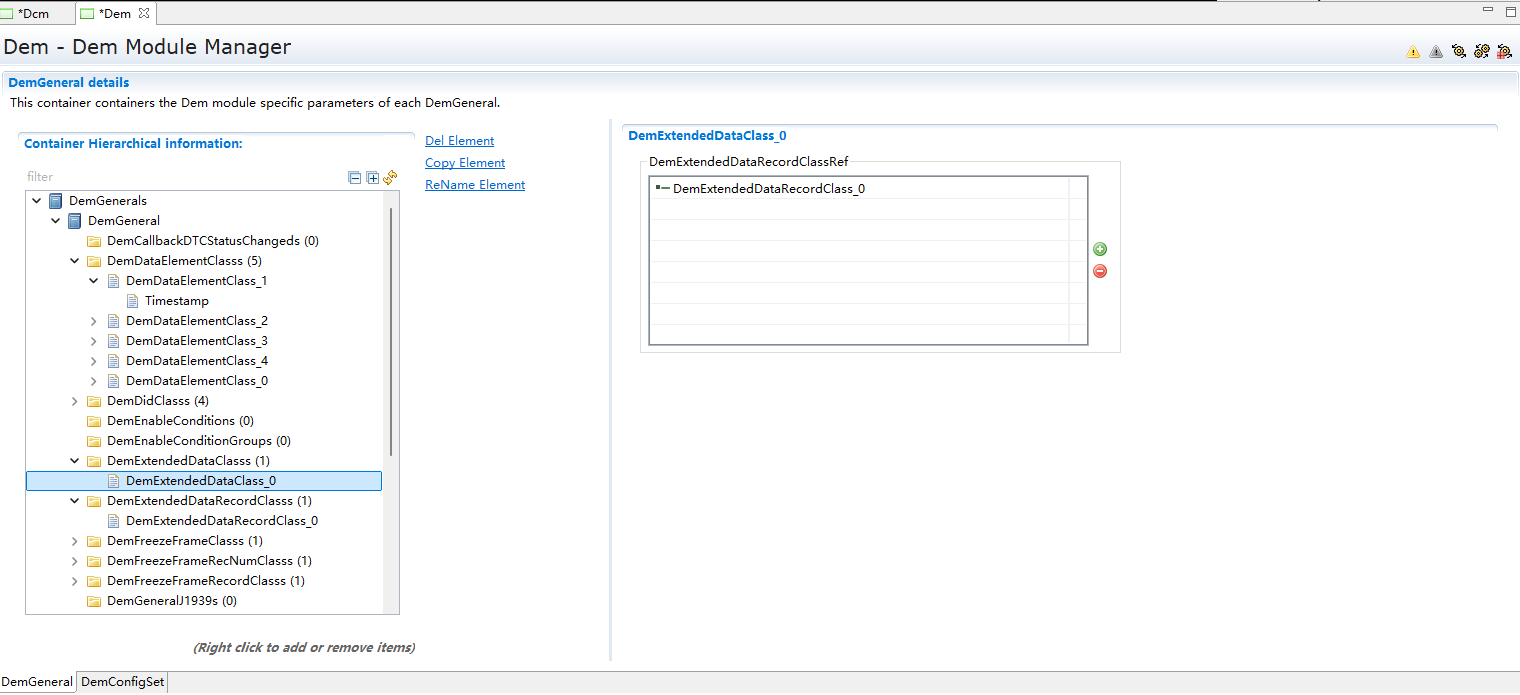 *Dcm
*Dem
Dem - Dem Module Manager
DemGeneral details
This container containers the Dem module specific parameters of each DemGeneral.
Container Hierarchical information:
filter
DemGenerals
DemGeneral
DemCallbackDTCStatusChangeds (0)
DemDataElementClasss (5)
DemDataElementClass_1
Timestamp
DemDataElementClass_2
DemDataElementClass_3
DemDataElementClass_4
DemDataElementClass_0
DemDidClasss (4)
DemEnableConditions (0)
DemEnableConditionGroups (0)
DemExtendedDataClasss (1)
DemExtendedDataClass_0
DemExtendedDataRecordClasss (1)
DemExtendedDataRecordClass_0
DemFreezeFrameClasss (1)
DemFreezeFrameRecNumClasss (1)
DemFreezeFrameRecordClasss (1)
DemGeneralJ1939s (0)
(Right click to add or remove items)
Del Element
Copy Element
ReName Element
DemExtendedDataClass_0
DemExtendedDataRecordClassRef
DemExtendedDataRecordClass_0
DemGeneral
DemConfigSet